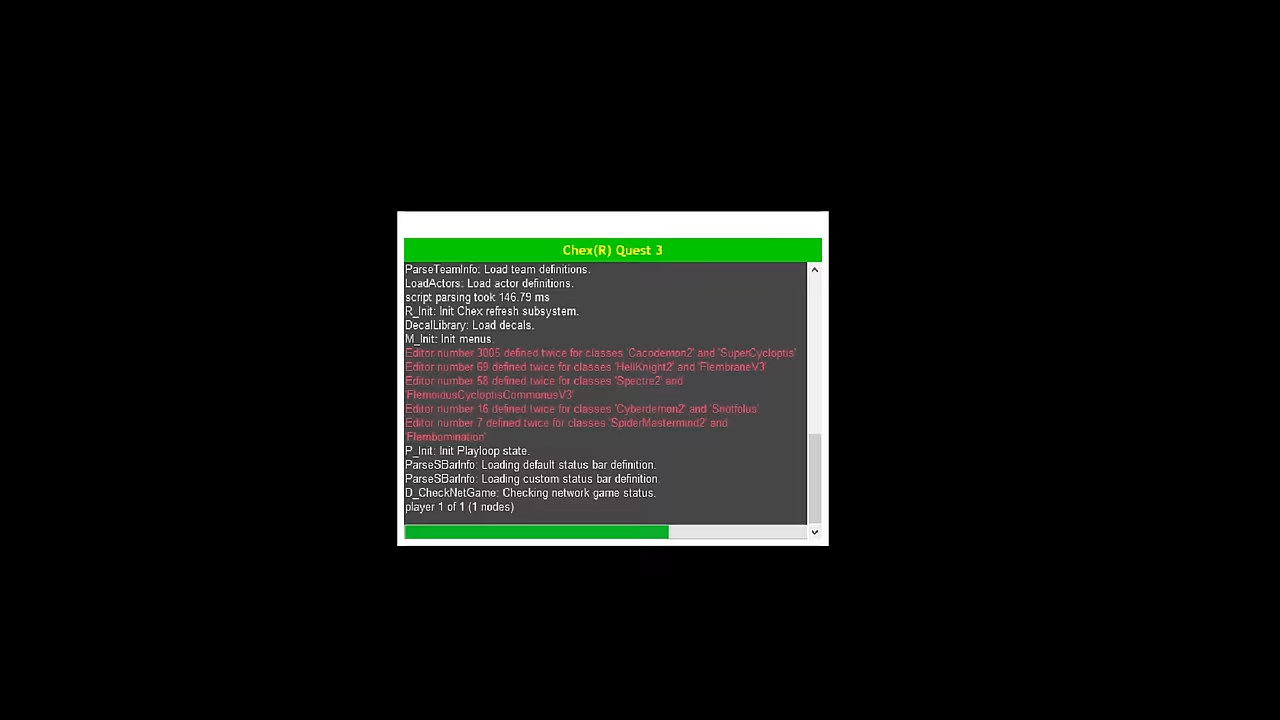 Chex(R) Quest 3
ParseTeamInfo: Load team definitions.
LoadActors: Load actor definitions.
script parsing took 146.79 ms
R_Init: Init Chex refresh subsystem.
DecalLibrary: Load decals.
M_Init: Init menus.
Editor number 3005 defined twice for classes 'Cacodemon2' and 'SuperCycloptis'
Editor number 69 defined twice for classes 'HellKnight2' and 'FlembraneV3'
Editor number 58 defined twice for classes 'Spectre2' and
'FlemoidusCycloptisCommonusV3'
Editor number 16 defined twice for classes 'Cyberdemon2' and 'Snotfolus'
Editor number 7 defined twice for classes 'SpiderMastermind2' and
'Flembomination'
P_Init: Init Playloop state.
ParseSBarInfo: Loading default status bar definition.
ParseSBarInfo: Loading custom status bar definition.
D_CheckNetGame: Checking network game status.
player 1 of 1 (1 nodes)